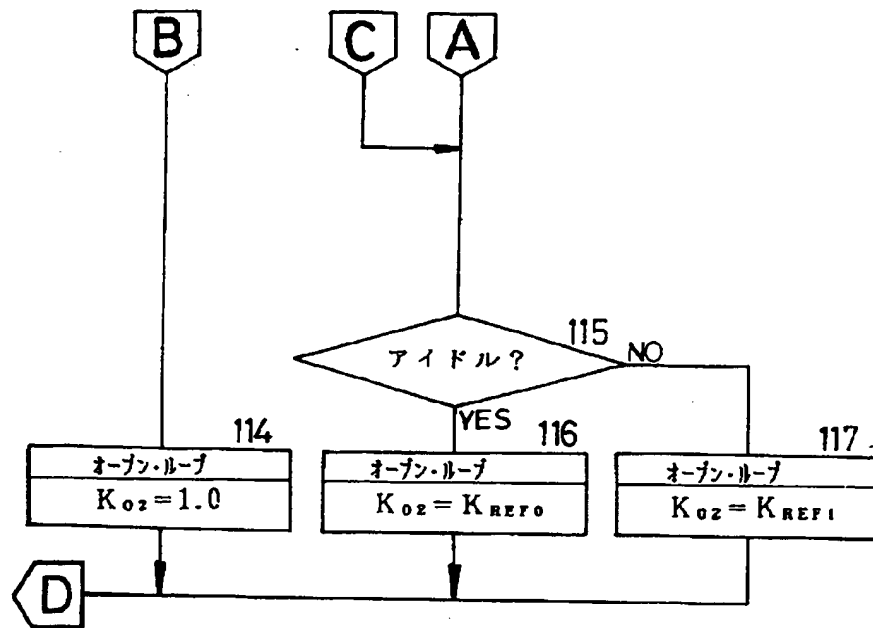 B
C
A
115
アイドル?
NO
YES
114
オープン・ループ
K02=1.0
116
オープン・ループ
K02=KREF0
117
オープン・ループ
K02=KREF1
D